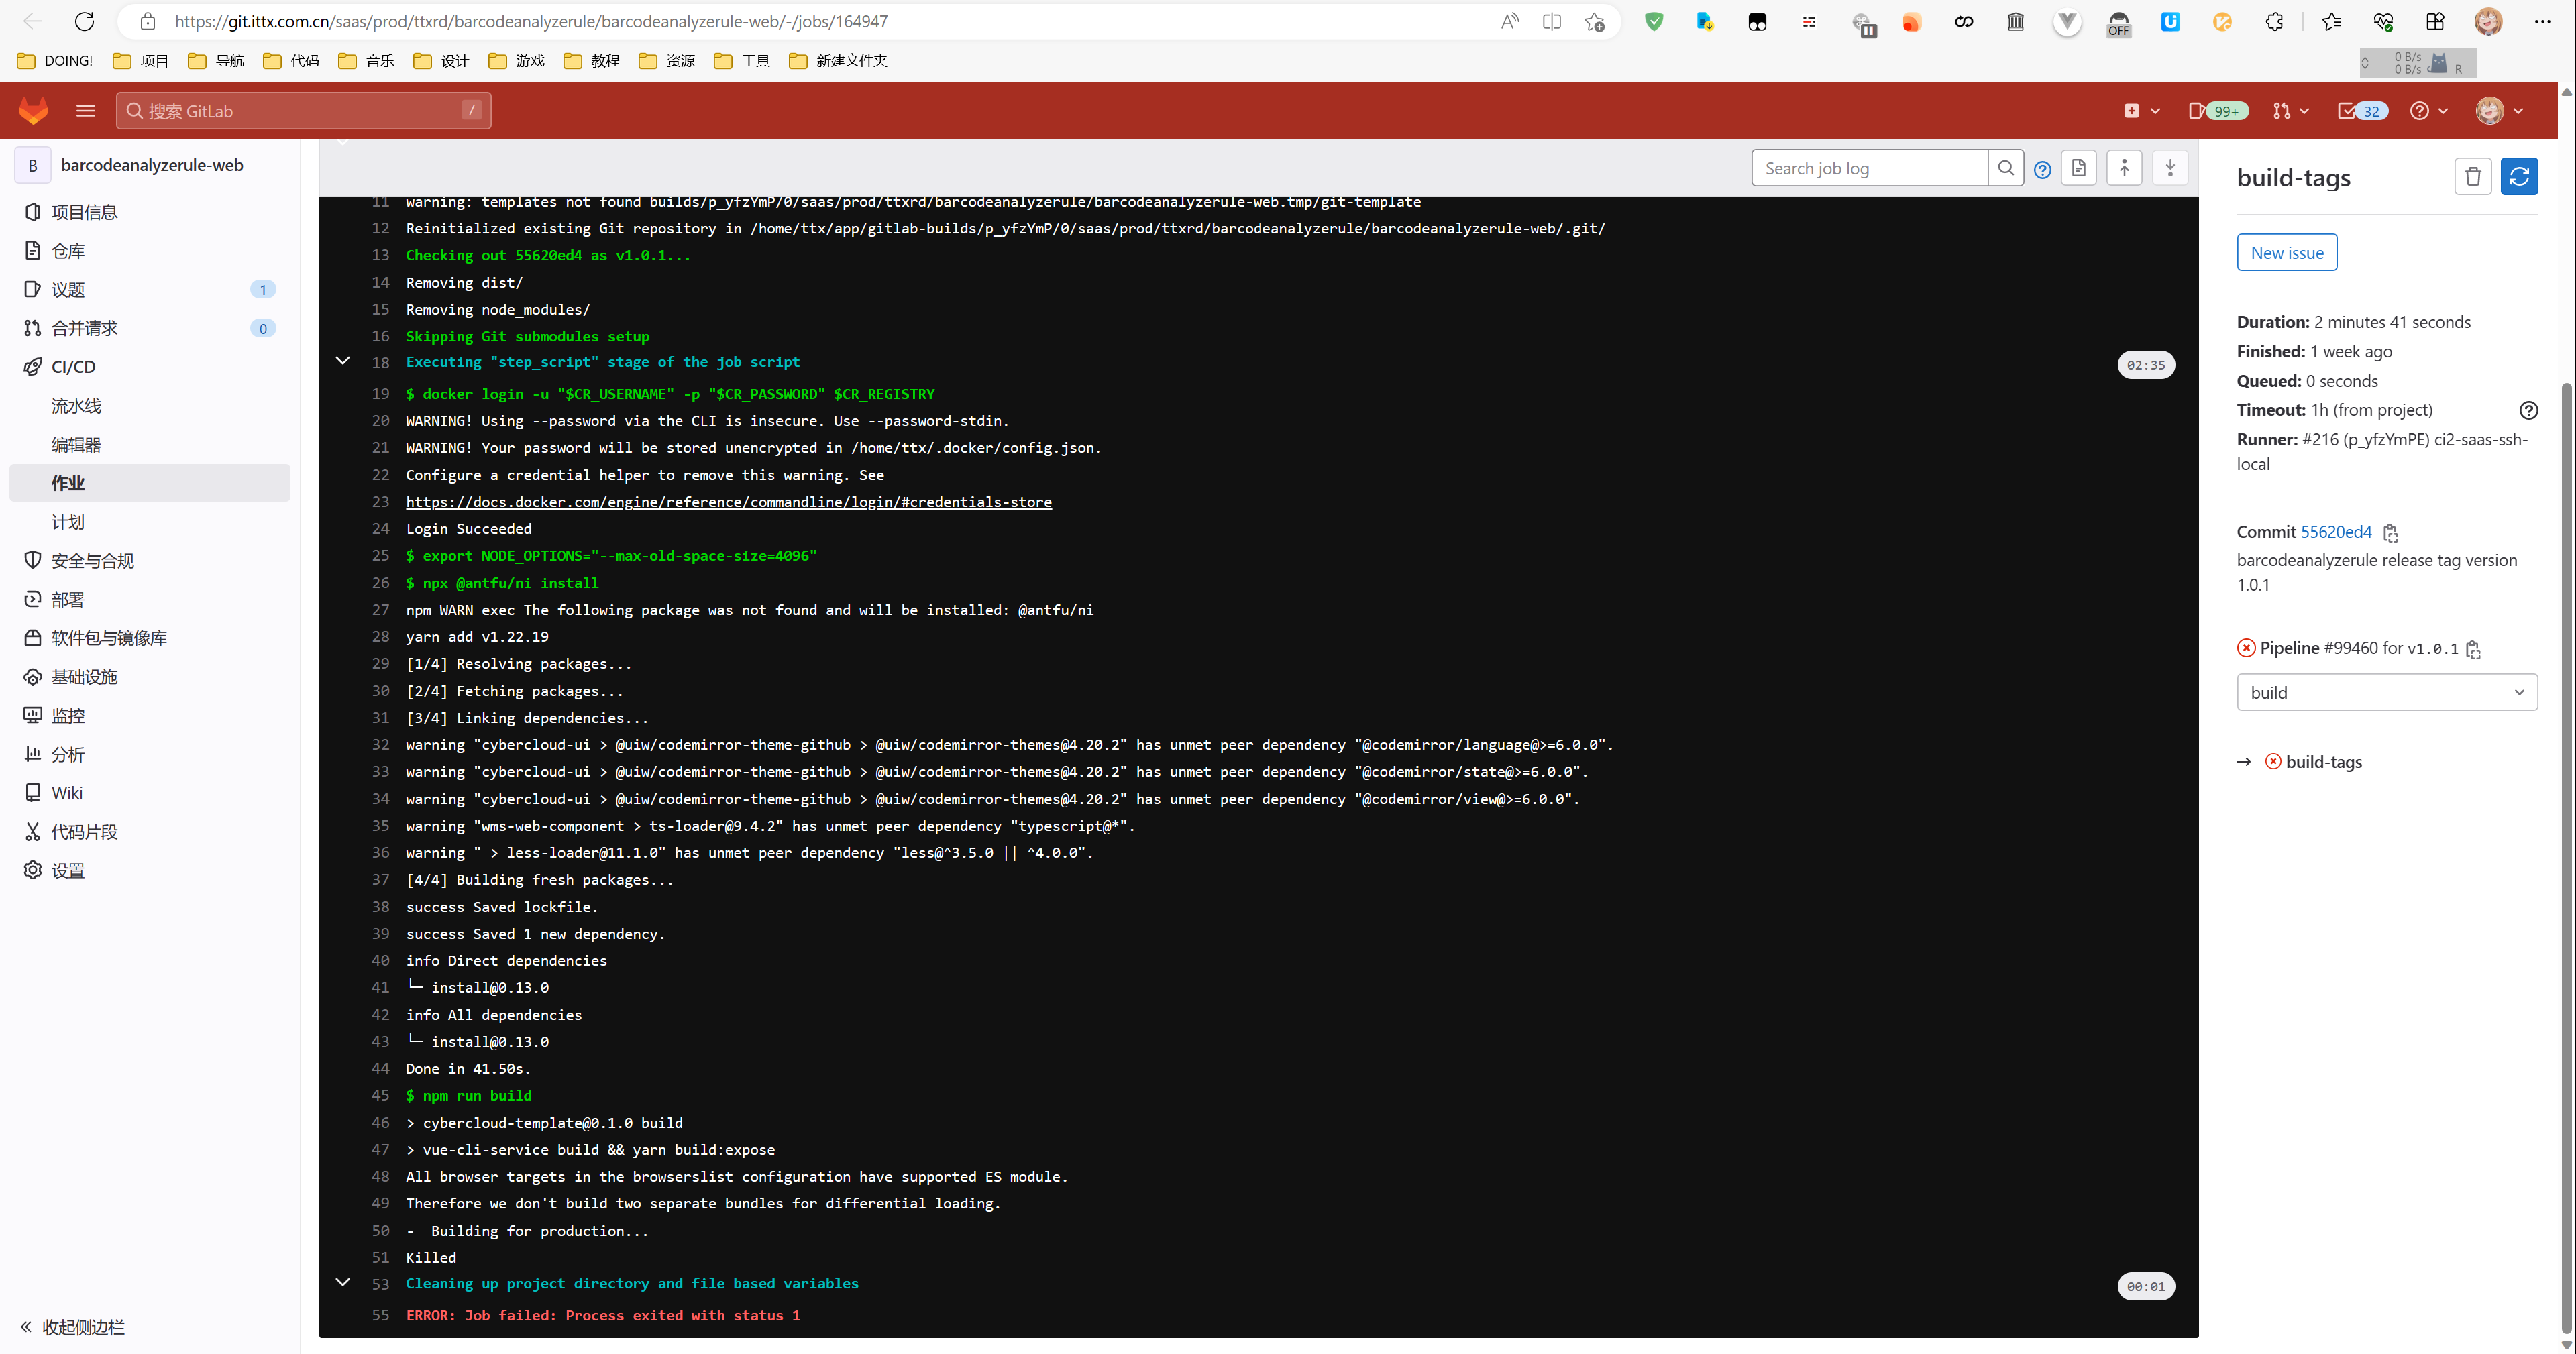 https://git.ittx.com.cn/saas/prod/ttxrd/barcodeanalyzerule/barcodeanalyzerule-web/-/jobs/164947
OFF
DOING! 项目 导航 代码 音乐 设计 游戏 教程 资源 工具 新建文件夹
0 B/s
0 B/s R
搜索 GitLab /
99+ 32
B barcodeanalyzerule-web
项目信息
仓库
议题 1
合并请求 0
CI/CD
流水线
编辑器
作业
计划
安全与合规
部署
软件包与镜像库
基础设施
监控
分析
Wiki
代码片段
设置
收起侧边栏
Search job log
11 warning: templates not found builds/p_yfzYmP/0/saas/prod/ttxrd/barcodeanalyzerule/barcodeanalyzerule-web.tmp/git-template
12 Reinitialized existing Git repository in /home/ttx/app/gitlab-builds/p_yfzYmP/0/saas/prod/ttxrd/barcodeanalyzerule/barcodeanalyzerule-web/.git/
13 Checking out 55620ed4 as v1.0.1...
14 Removing dist/
15 Removing node_modules/
16 Skipping Git submodules setup
18 Executing "step_script" stage of the job script 02:35
19 $ docker login -u "$CR_USERNAME" -p "$CR_PASSWORD" $CR_REGISTRY
20 WARNING! Using --password via the CLI is insecure. Use --password-stdin.
21 WARNING! Your password will be stored unencrypted in /home/ttx/.docker/config.json.
22 Configure a credential helper to remove this warning. See
23 https://docs.docker.com/engine/reference/commandline/login/#credentials-store
24 Login Succeeded
25 $ export NODE_OPTIONS="--max-old-space-size=4096"
26 $ npx @antfu/ni install
27 npm WARN exec The following package was not found and will be installed: @antfu/ni
28 yarn add v1.22.19
29 [1/4] Resolving packages...
30 [2/4] Fetching packages...
31 [3/4] Linking dependencies...
32 warning "cybercloud-ui > @uiw/codemirror-theme-github > @uiw/codemirror-themes@4.20.2" has unmet peer dependency "@codemirror/language@>=6.0.0".
33 warning "cybercloud-ui > @uiw/codemirror-theme-github > @uiw/codemirror-themes@4.20.2" has unmet peer dependency "@codemirror/state@>=6.0.0".
34 warning "cybercloud-ui > @uiw/codemirror-theme-github > @uiw/codemirror-themes@4.20.2" has unmet peer dependency "@codemirror/view@>=6.0.0".
35 warning "wms-web-component > ts-loader@9.4.2" has unmet peer dependency "typescript@*".
36 warning " > less-loader@11.1.0" has unmet peer dependency "less@^3.5.0 || ^4.0.0".
37 [4/4] Building fresh packages...
38 success Saved lockfile.
39 success Saved 1 new dependency.
40 info Direct dependencies
41 └─ install@0.13.0
42 info All dependencies
43 └─ install@0.13.0
44 Done in 41.50s.
45 $ npm run build
46 > cybercloud-template@0.1.0 build
47 > vue-cli-service build && yarn build:expose
48 All browser targets in the browserslist configuration have supported ES module.
49 Therefore we don't build two separate bundles for differential loading.
50 - Building for production...
51 Killed
53 Cleaning up project directory and file based variables 00:01
55 ERROR: Job failed: Process exited with status 1
build-tags
New issue
Duration: 2 minutes 41 seconds
Finished: 1 week ago
Queued: 0 seconds
Timeout: 1h (from project)
Runner: #216 (p_yfzYmPE) ci2-saas-ssh-
local
Commit 55620ed4
barcodeanalyzerule release tag version
1.0.1
Pipeline #99460 for v1.0.1
build
→ build-tags